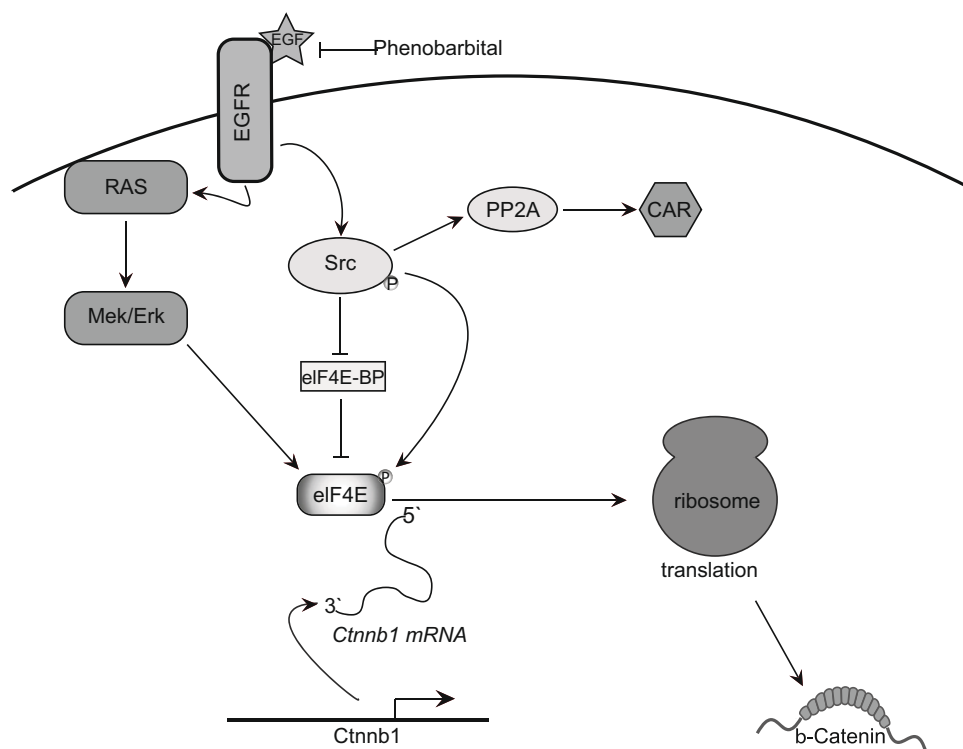 EGF
Phenobarbital
EGFR
RAS
PP2A
CAR
Src
P
Mek/Erk
eIF4E-BP
P
eIF4E
ribosome
5`
translation
3`
Ctnnb1 mRNA
Ctnnb1
b-Catenin